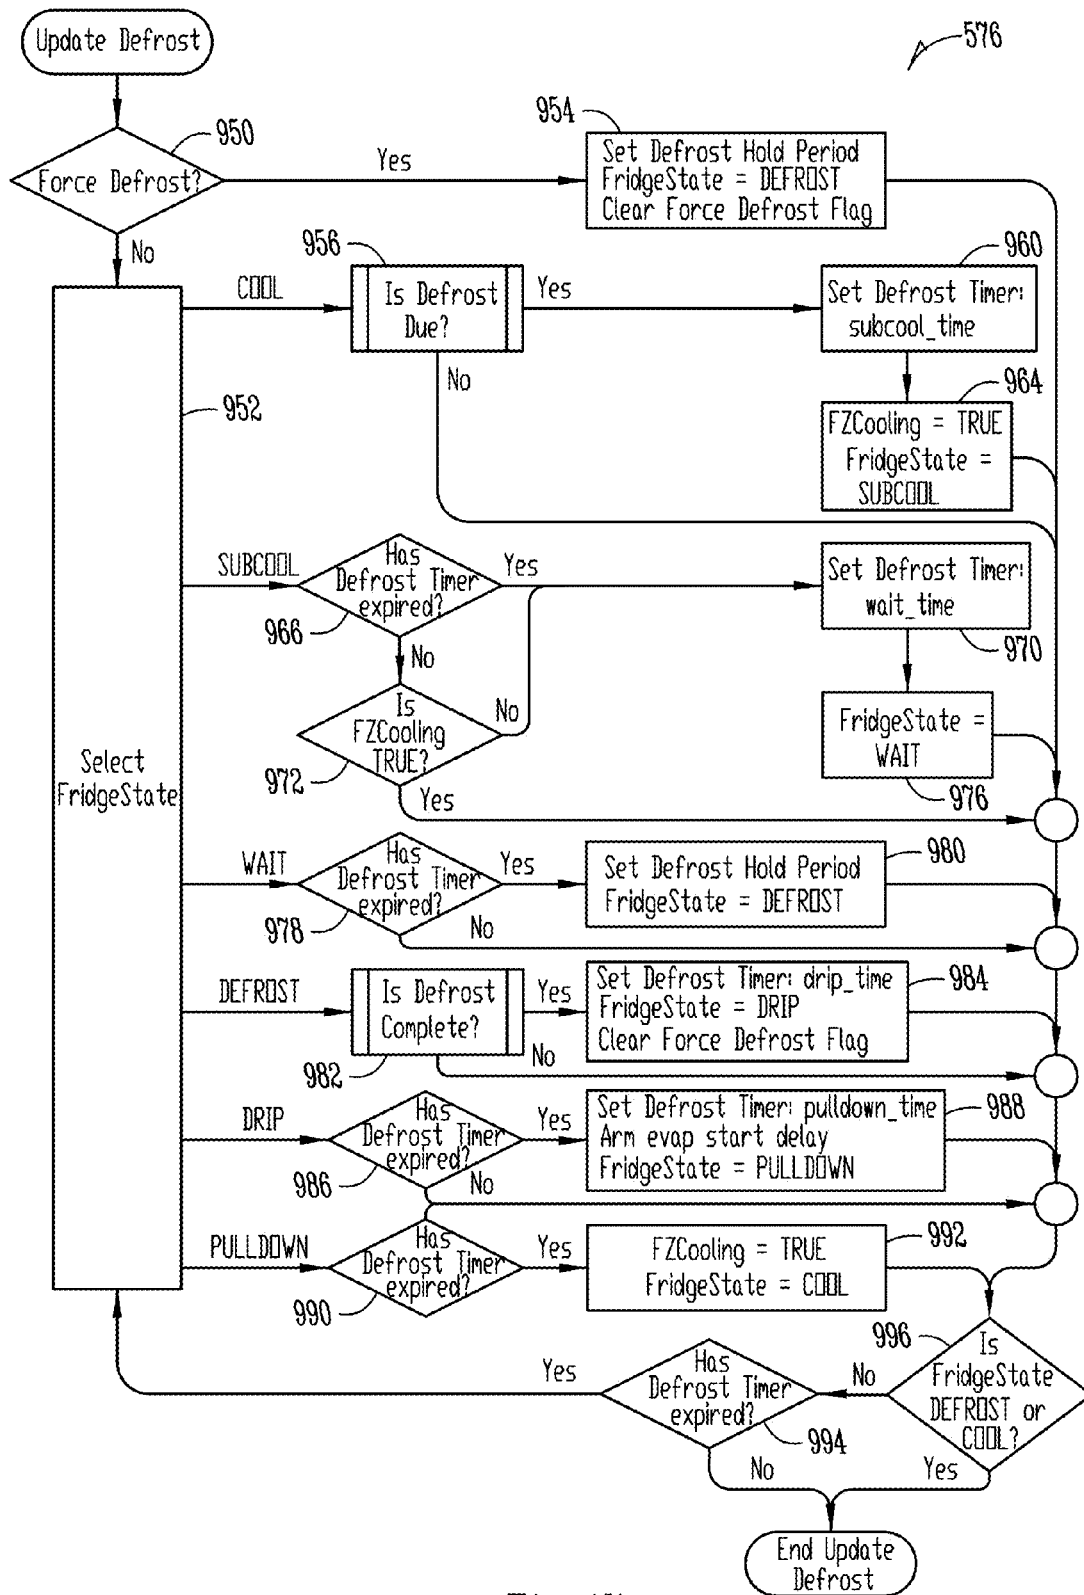 Update Defrost
576
950
Force Defrost?
Yes
No
954
Set Defrost Hold Period
FridgeState = DEFROST
Clear Force Defrost Flag
952
Select
FridgeState
COOL
956
Is Defrost
Due?
Yes
No
960
Set Defrost Timer:
subcool_time
964
FZCooling = TRUE
FridgeState =
SUBCOOL
SUBCOOL
Has
Defrost Timer
expired?
966
Yes
No
Set Defrost Timer:
wait_time
970
Is
FZCooling
TRUE?
972
No
Yes
FridgeState =
WAIT
976
WAIT
Has
Defrost Timer
expired?
978
Yes
No
980
Set Defrost Hold Period
FridgeState = DEFROST
DEFROST
Is Defrost
Complete?
982
Yes
No
984
Set Defrost Timer: drip_time
FridgeState = DRIP
Clear Force Defrost Flag
DRIP
Has
Defrost Timer
expired?
986
Yes
No
988
Set Defrost Timer: pulldown_time
Arm evap start delay
FridgeState = PULLDOWN
PULLDOWN
Has
Defrost Timer
expired?
990
Yes
992
FZCooling = TRUE
FridgeState = COOL
996
Is
FridgeState
DEFROST or
COOL?
No
Yes
Has
Defrost Timer
expired?
994
Yes
No
End Update
Defrost